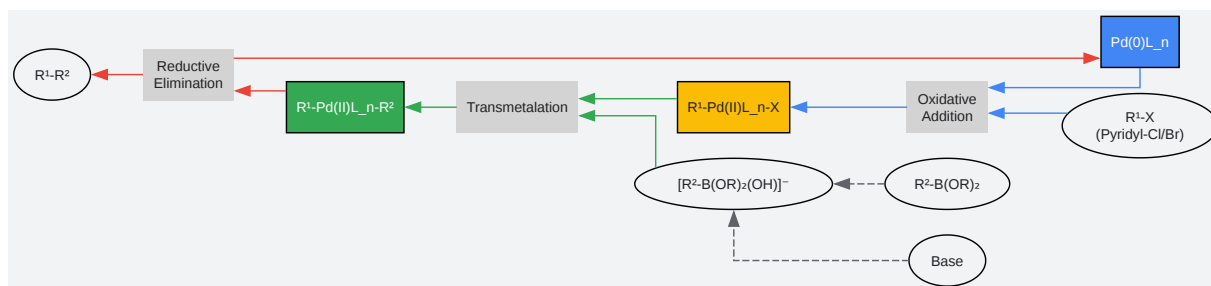 Pd(0)L_n
R¹-R²
Reductive
Elimination
R¹-Pd(II)L_n-R²
Transmetalation
R¹-Pd(II)L_n-X
Oxidative
Addition
R¹-X
(Pyridyl-Cl/Br)
[R²-B(OR)₂(OH)]⁻
R²-B(OR)₂
Base